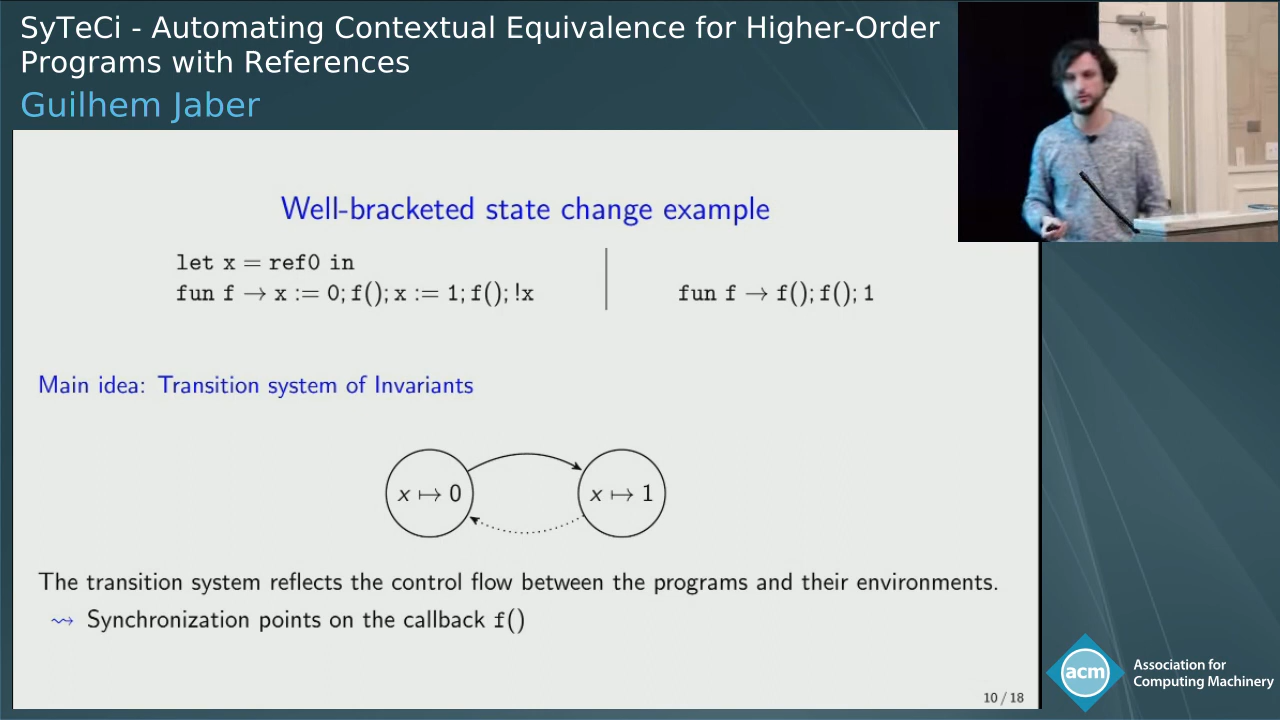 SyTeCi - Automating Contextual Equivalence for Higher-Order
Programs with References
Guilhem Jaber
Well-bracketed state change example
let x = ref0 in
fun f → x := 0; f(); x := 1; f(); !x
fun f → f(); f(); 1
Main idea: Transition system of Invariants
x ↦ 0
x ↦ 1
The transition system reflects the control flow between the programs and their environments.
⇝ Synchronization points on the callback f()
10 / 18
acm
Association for
Computing Machinery